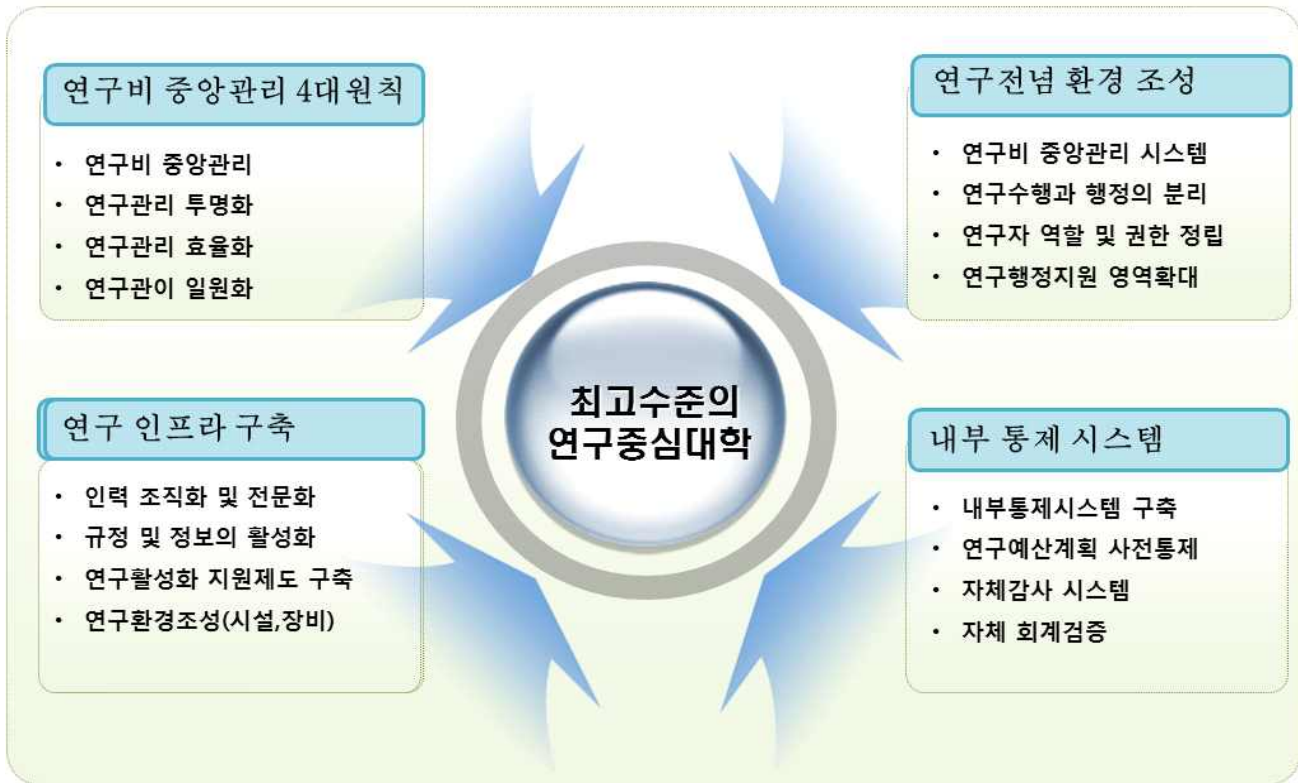 연구비 중앙관리 4대원칙
• 연구비 중앙관리
• 연구관리 투명화
• 연구관리 효율화
• 연구관이 일원화
연구전념 환경 조성
• 연구비 중앙관리 시스템
• 연구수행과 행정의 분리
• 연구자 역할 및 권한 정립
• 연구행정지원 영역확대
최고수준의
연구중심대학
연구 인프라 구축
• 인력 조직화 및 전문화
• 규정 및 정보의 활성화
• 연구활성화 지원제도 구축
• 연구환경조성(시설,장비)
내부 통제 시스템
• 내부통제시스템 구축
• 연구예산계획 사전통제
• 자체감사 시스템
• 자체 회계검증